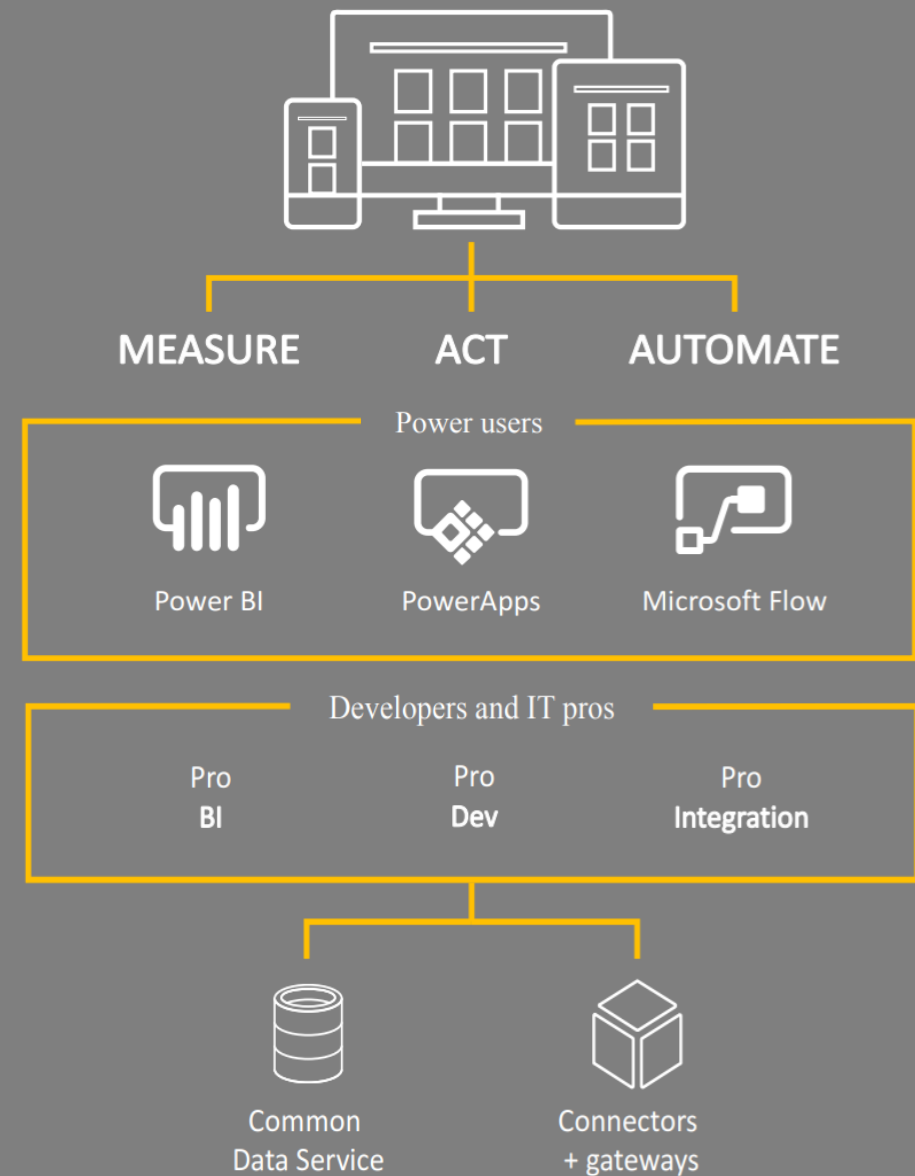 MEASURE ACT AUTOMATE
Power users
Power BI PowerApps Microsoft Flow
Developers and IT pros
Pro Pro Pro
BI Dev Integration
Common Connectors
Data Service + gateways